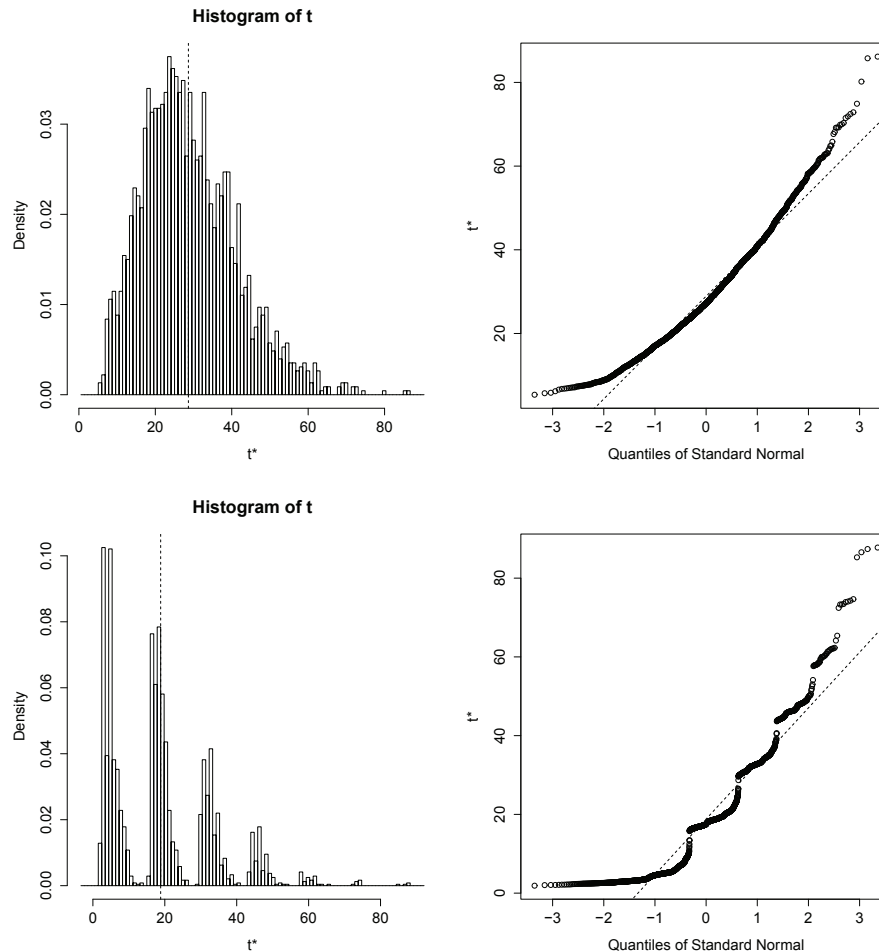 Histogram of t
Density
0.00 0.01 0.02 0.03
0 20 40 60 80
t*
t*
20 40 60 80
−3 −2 −1 0 1 2 3
Quantiles of Standard Normal
Histogram of t
Density
0.00 0.02 0.04 0.06 0.08 0.10
0 20 40 60 80
t*
t*
0 20 40 60 80
−3 −2 −1 0 1 2 3
Quantiles of Standard Normal